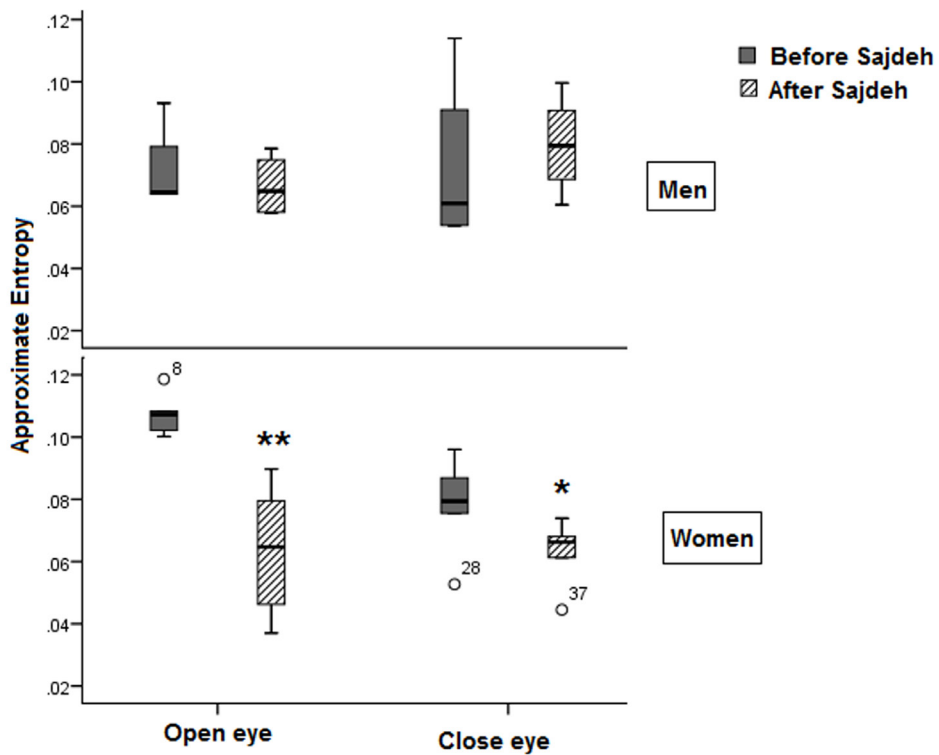 Approximate Entropy
.12
.10
.08
.06
.04
.02
Before Sajdeh
After Sajdeh
Men
.12
.10
.08
.06
.04
.02
8
**
28
*
37
Women
Open eye
Close eye